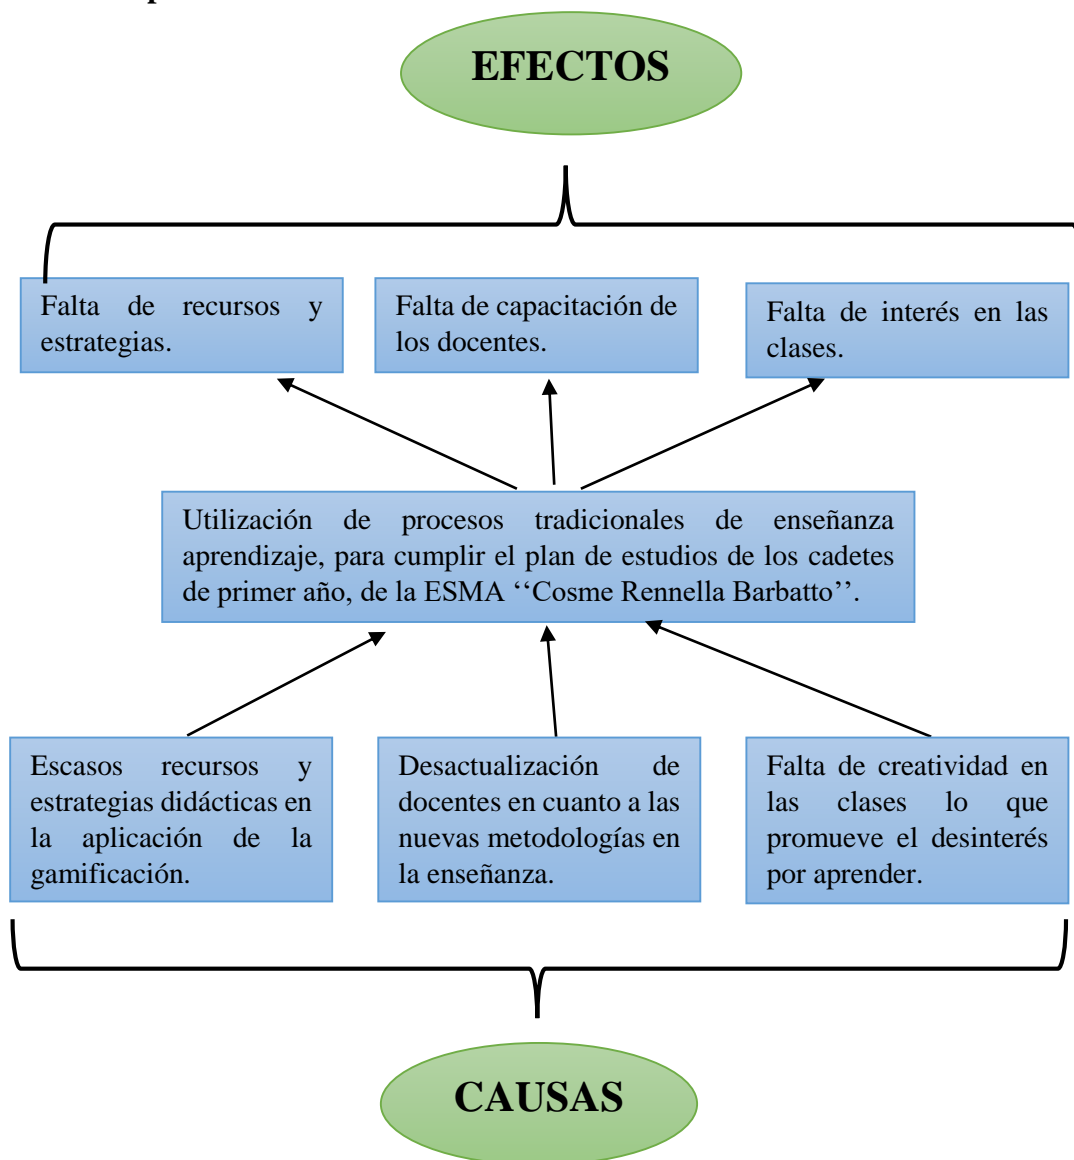 EFECTOS
Falta de recursos y
estrategias.
Falta de capacitación de
los docentes.
Falta de interés en las
clases.
Utilización de procesos tradicionales de enseñanza
aprendizaje, para cumplir el plan de estudios de los cadetes
de primer año, de la ESMA ‘‘Cosme Rennella Barbatto’’.
Escasos recursos y
estrategias didácticas en
la aplicación de la
gamificación.
Desactualización de
docentes en cuanto a las
nuevas metodologías en
la enseñanza.
Falta de creatividad en
las clases lo que
promueve el desinterés
por aprender.
CAUSAS